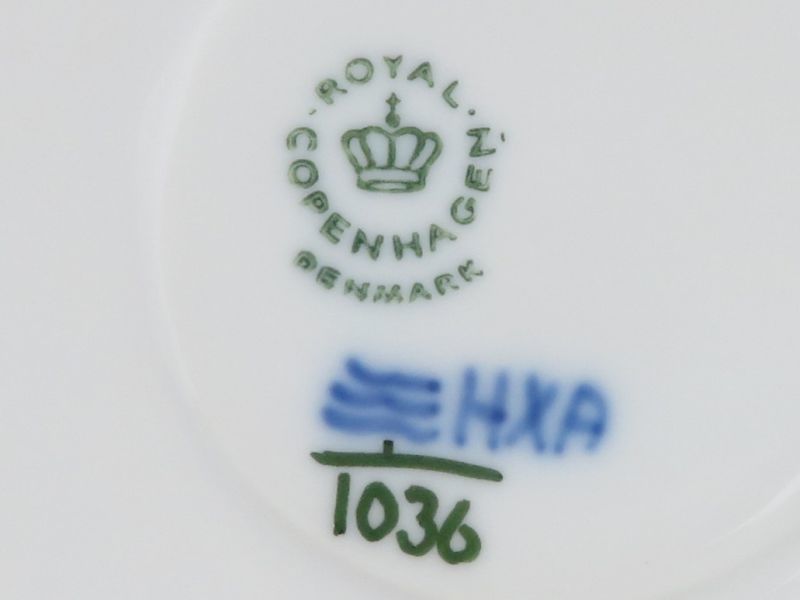 ROYAL
COPENHAGEN
DENMARK
HXA
1036